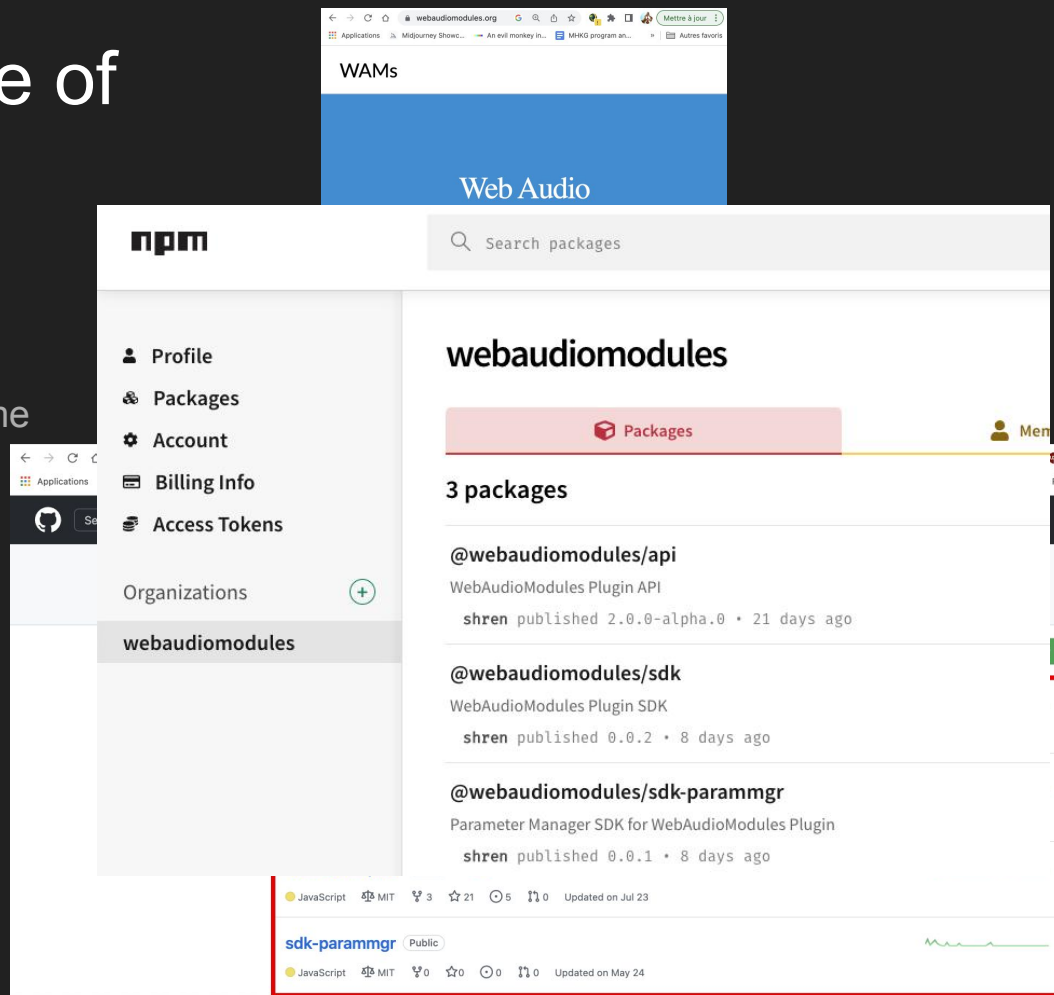 e of
webaudiomodules.org
Mettre à jour
Applications
Midjourney Showc...
An evil monkey in...
MHKG program an...
»
Autres favoris
WAMs
Web Audio
npm
Search packages
Profile
Packages
Account
Billing Info
Access Tokens
Organizations
webaudiomodules
webaudiomodules
Packages
Mem
3 packages
@webaudiomodules/api
WebAudioModules Plugin API
shren published 2.0.0-alpha.0 • 21 days ago
@webaudiomodules/sdk
WebAudioModules Plugin SDK
shren published 0.0.2 • 8 days ago
@webaudiomodules/sdk-parammgr
Parameter Manager SDK for WebAudioModules Plugin
shren published 0.0.1 • 8 days ago
ne
Applications
Se
JavaScript MIT 3 21 5 0 Updated on Jul 23
sdk-parammgr Public
JavaScript MIT 0 0 0 0 Updated on May 24